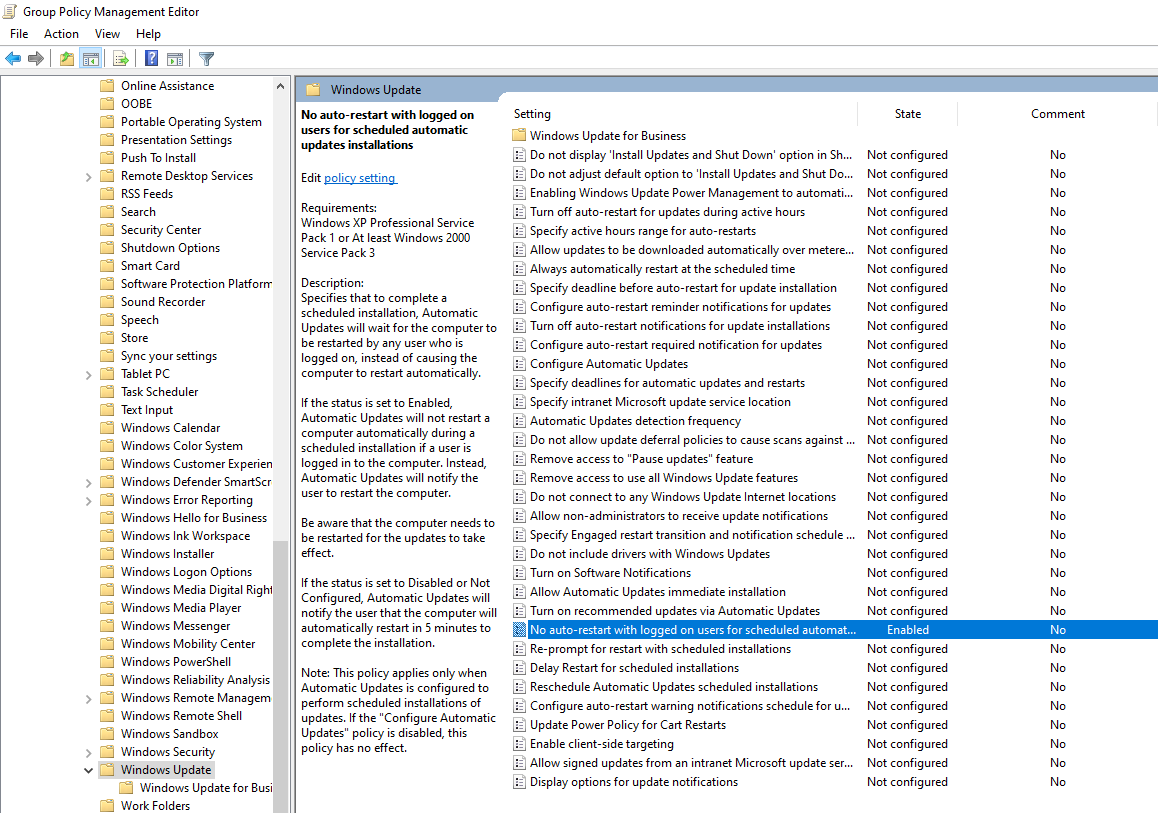 Group Policy Management Editor
File Action View Help
Online Assistance
OOBE
Portable Operating System
Presentation Settings
Push To Install
Remote Desktop Services
RSS Feeds
Search
Security Center
Shutdown Options
Smart Card
Software Protection Platform
Sound Recorder
Speech
Store
Sync your settings
Tablet PC
Task Scheduler
Text Input
Windows Calendar
Windows Color System
Windows Customer Experien
Windows Defender SmartScr
Windows Error Reporting
Windows Hello for Business
Windows Ink Workspace
Windows Installer
Windows Logon Options
Windows Media Digital Right
Windows Media Player
Windows Messenger
Windows Mobility Center
Windows PowerShell
Windows Reliability Analysis
Windows Remote Managem
Windows Remote Shell
Windows Sandbox
Windows Security
Windows Update
Windows Update for Busi
Work Folders
Windows Update
No auto-restart with logged on
users for scheduled automatic
updates installations
Edit policy setting
Requirements:
Windows XP Professional Service
Pack 1 or At least Windows 2000
Service Pack 3
Description:
Specifies that to complete a
scheduled installation, Automatic
Updates will wait for the computer to
be restarted by any user who is
logged on, instead of causing the
computer to restart automatically.
If the status is set to Enabled,
Automatic Updates will not restart a
computer automatically during a
scheduled installation if a user is
logged in to the computer. Instead,
Automatic Updates will notify the
user to restart the computer.
Be aware that the computer needs to
be restarted for the updates to take
effect.
If the status is set to Disabled or Not
Configured, Automatic Updates will
notify the user that the computer will
automatically restart in 5 minutes to
complete the installation.
Note: This policy applies only when
Automatic Updates is configured to
perform scheduled installations of
updates. If the "Configure Automatic
Updates" policy is disabled, this
policy has no effect.
Setting State Comment
Windows Update for Business
Do not display 'Install Updates and Shut Down' option in Sh... Not configured No
Do not adjust default option to 'Install Updates and Shut Do... Not configured No
Enabling Windows Update Power Management to automati... Not configured No
Turn off auto-restart for updates during active hours Not configured No
Specify active hours range for auto-restarts Not configured No
Allow updates to be downloaded automatically over metere... Not configured No
Always automatically restart at the scheduled time Not configured No
Specify deadline before auto-restart for update installation Not configured No
Configure auto-restart reminder notifications for updates Not configured No
Turn off auto-restart notifications for update installations Not configured No
Configure auto-restart required notification for updates Not configured No
Configure Automatic Updates Not configured No
Specify deadlines for automatic updates and restarts Not configured No
Specify intranet Microsoft update service location Not configured No
Automatic Updates detection frequency Not configured No
Do not allow update deferral policies to cause scans against ... Not configured No
Remove access to "Pause updates" feature Not configured No
Remove access to use all Windows Update features Not configured No
Do not connect to any Windows Update Internet locations Not configured No
Allow non-administrators to receive update notifications Not configured No
Specify Engaged restart transition and notification schedule ... Not configured No
Do not include drivers with Windows Updates Not configured No
Turn on Software Notifications Not configured No
Allow Automatic Updates immediate installation Not configured No
Turn on recommended updates via Automatic Updates Not configured No
No auto-restart with logged on users for scheduled automat... Enabled No
Re-prompt for restart with scheduled installations Not configured No
Delay Restart for scheduled installations Not configured No
Reschedule Automatic Updates scheduled installations Not configured No
Configure auto-restart warning notifications schedule for u... Not configured No
Update Power Policy for Cart Restarts Not configured No
Enable client-side targeting Not configured No
Allow signed updates from an intranet Microsoft update ser... Not configured No
Display options for update notifications Not configured No